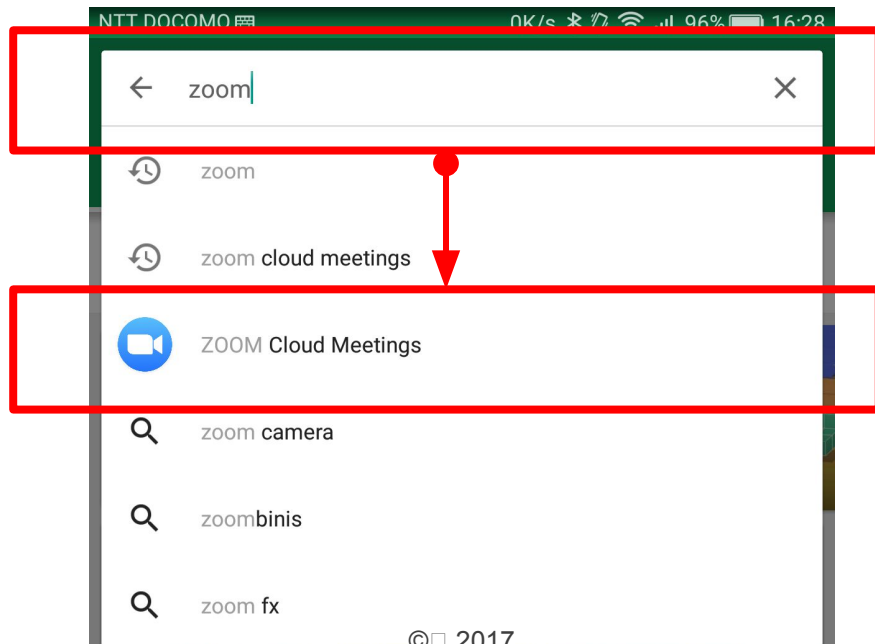 NTT DOCOMO 0K/s 96% 16:28
zoom
zoom
zoom cloud meetings
ZOOM Cloud Meetings
zoom camera
zoombinis
zoom fx
© 2017